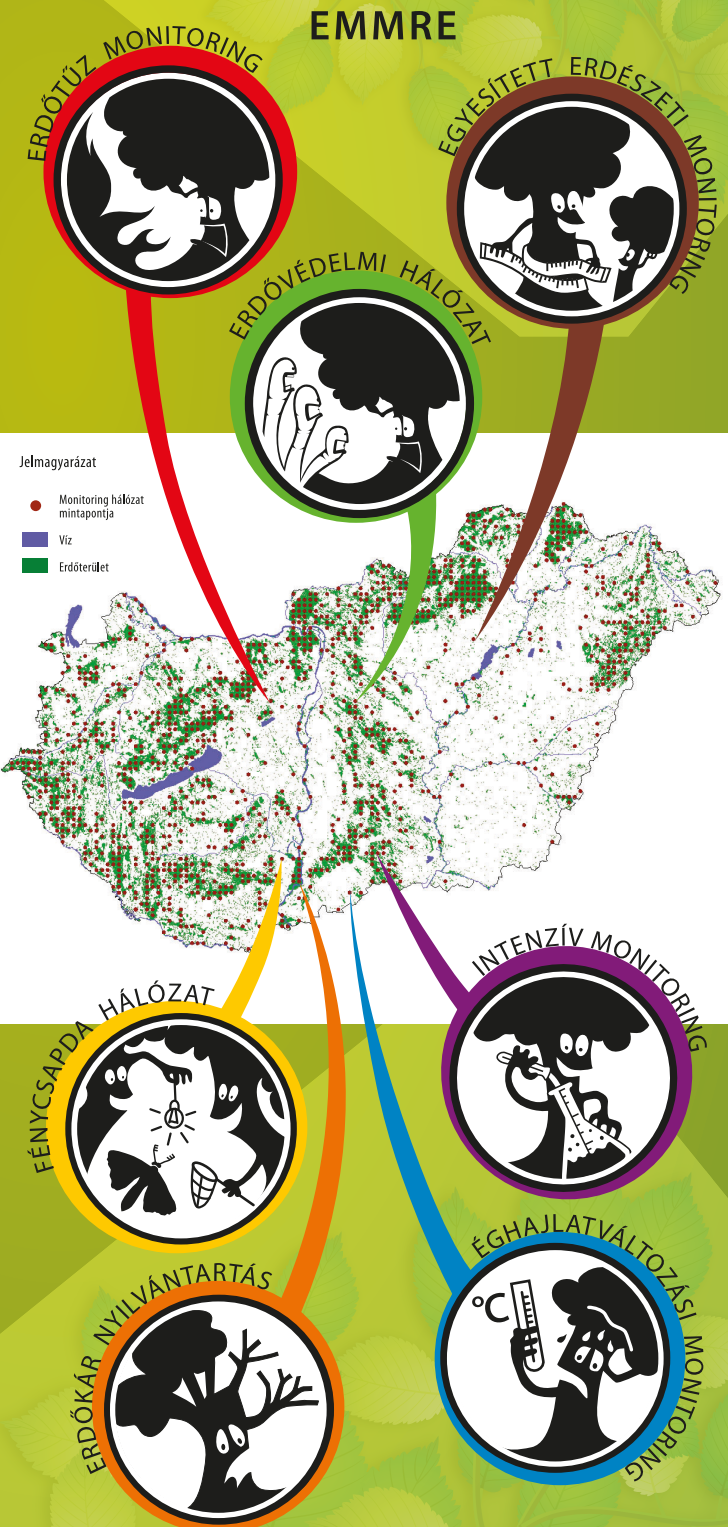 EMMRE
ERDŐTŰZ MONITORING
EGYESÍTETT ERDÉSZETI MONITORING
ERDŐVÉDELMI HÁLÓZAT
Jelmagyarázat
Monitoring hálózat
mintapontja
Víz
Erdőterület
FÉNYCSAPDA HÁLÓZAT
INTENZÍV MONITORING
ERDŐKÁR NYILVÁNTARTÁS
ÉGHAJLATVÁLTOZÁSI MONITORING
°C